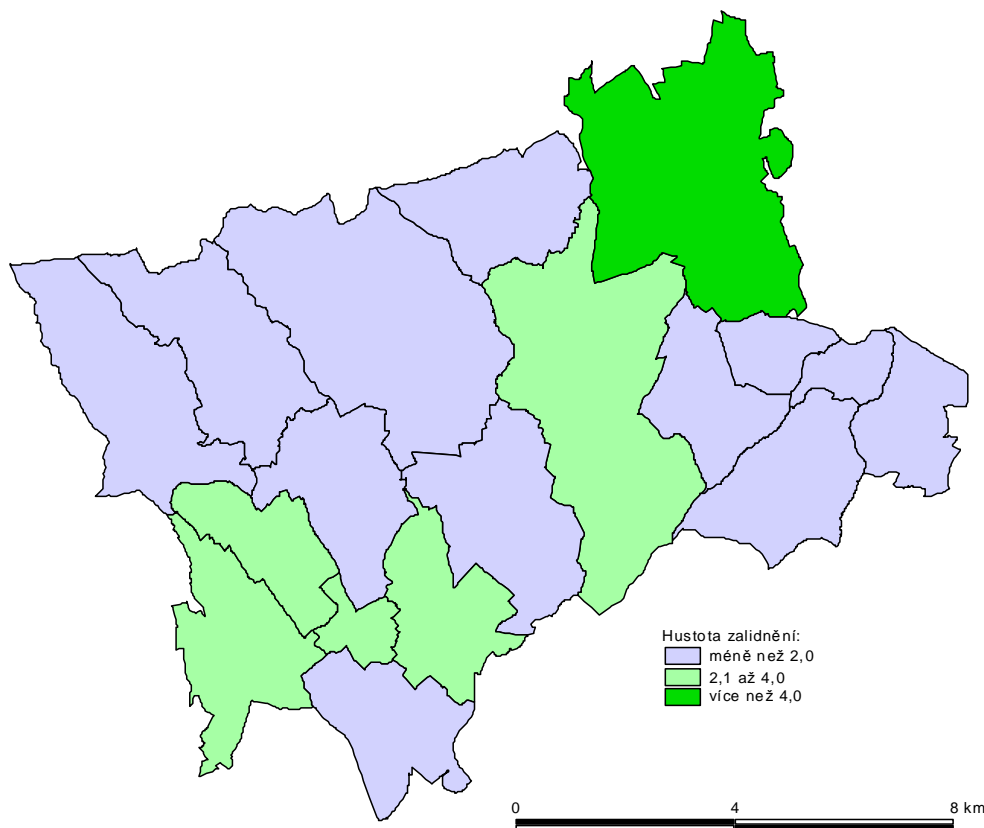 Hustota zalidnění:
méně než 2,0
2,1 až 4,0
více než 4,0
0 4 8 km